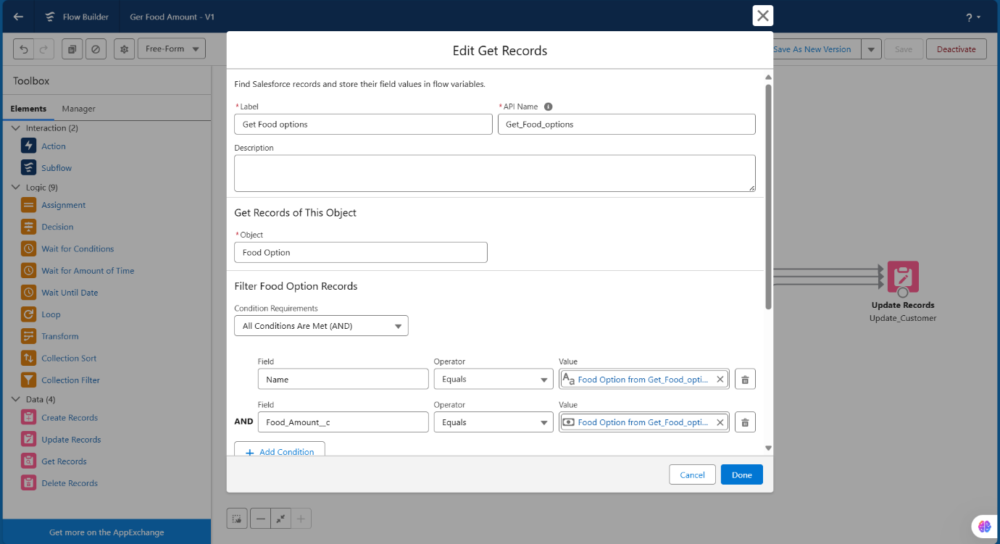 Flow Builder
Ger Food Amount - V1
?
Free-Form
Save As New Version
Save
Deactivate
Toolbox
Elements
Manager
Interaction (2)
Action
Subflow
Logic (9)
Assignment
Decision
Wait for Conditions
Wait for Amount of Time
Wait Until Date
Loop
Transform
Collection Sort
Collection Filter
Data (4)
Create Records
Update Records
Get Records
Delete Records
Get more on the AppExchange
Edit Get Records
Find Salesforce records and store their field values in flow variables.
*Label
Get Food options
*API Name
Get_Food_options
Description
Get Records of This Object
*Object
Food Option
Filter Food Option Records
Condition Requirements
All Conditions Are Met (AND)
Field Operator Value
Name Equals Aa Food Option from Get_Food_opti...
Field Operator Value
AND Food_Amount__c Equals Food Option from Get_Food_opti...
+ Add Condition
Cancel
Done
Update Records
Update_Customer